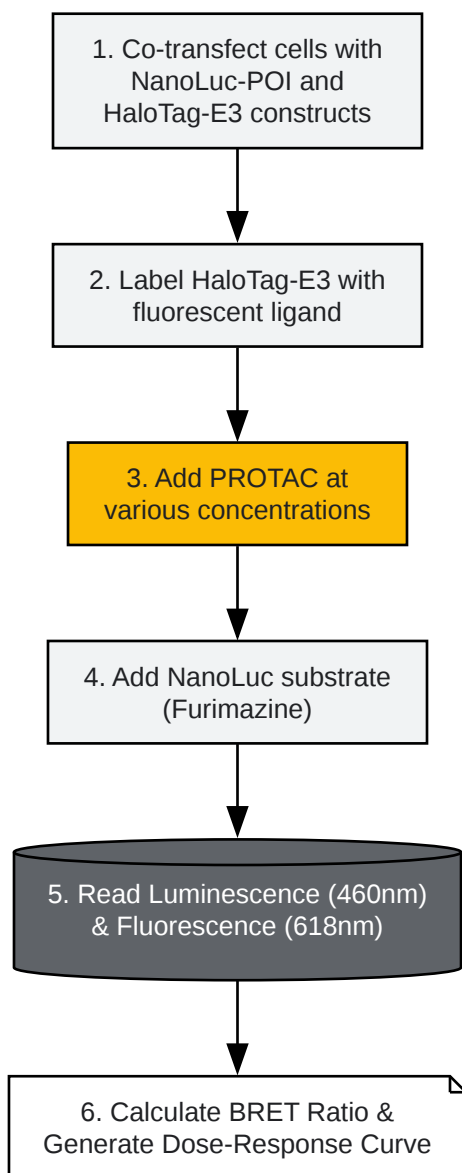 1. Co-transfect cells with
NanoLuc-POI and
HaloTag-E3 constructs
2. Label HaloTag-E3 with
fluorescent ligand
3. Add PROTAC at
various concentrations
4. Add NanoLuc substrate
(Furimazine)
5. Read Luminescence (460nm)
& Fluorescence (618nm)
6. Calculate BRET Ratio &
Generate Dose-Response Curve